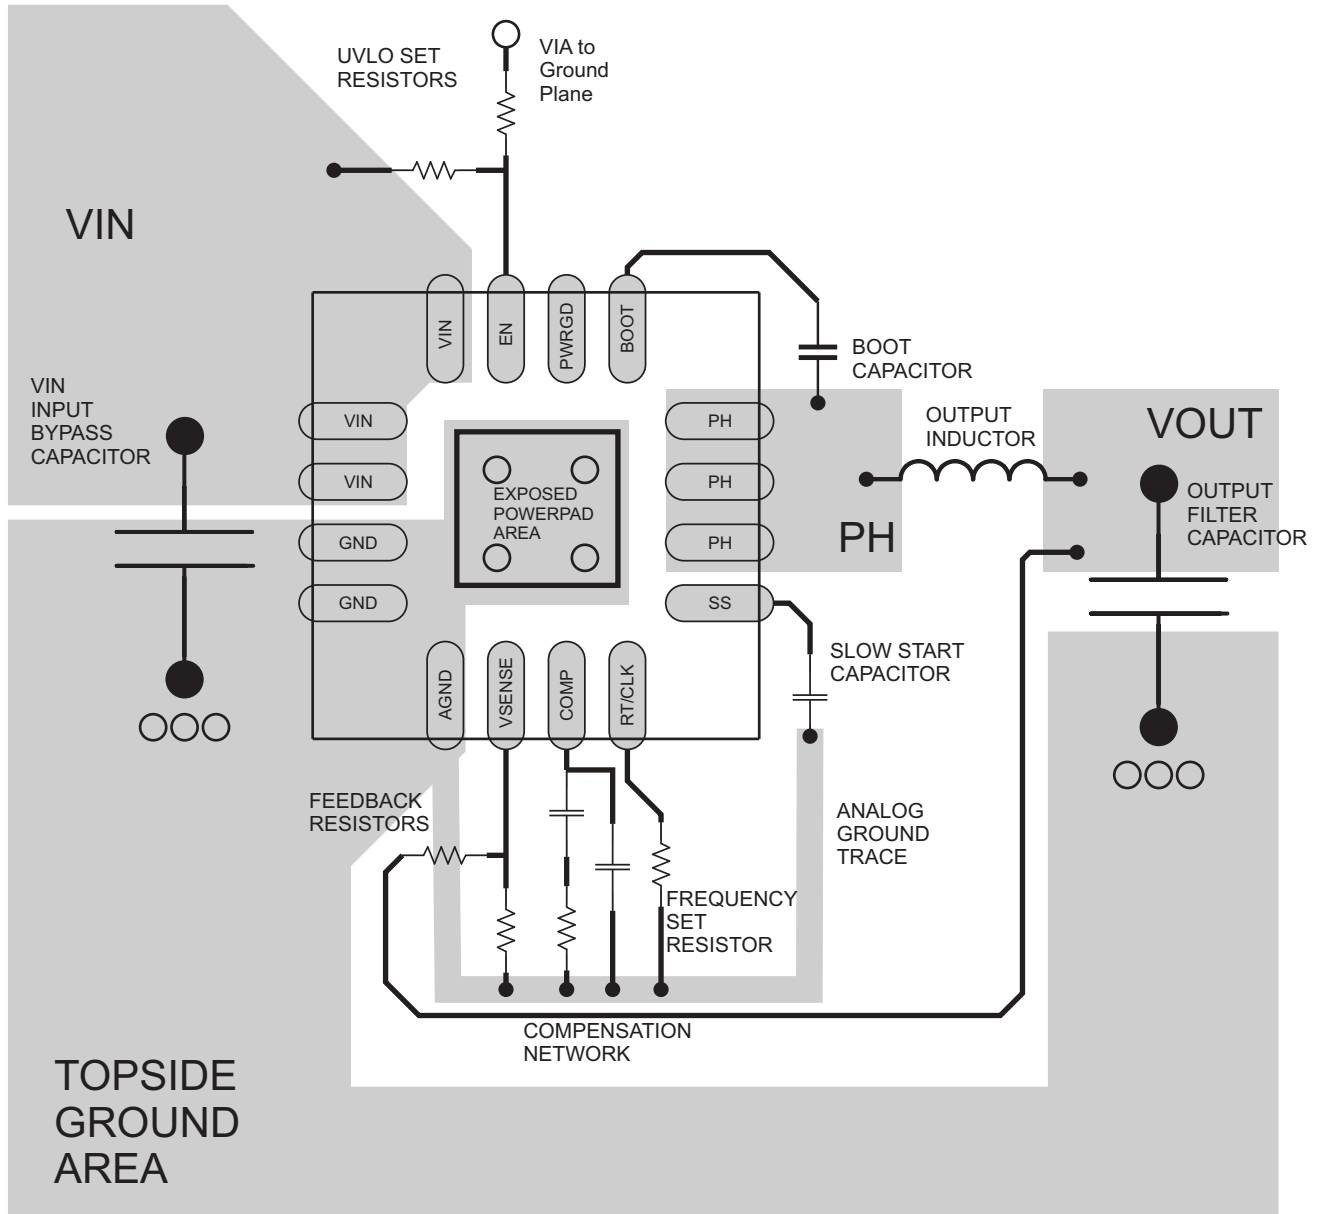 UVLO SET
RESISTORS
VIA to
Ground
Plane
VIN
VIN
EN
PWRGD
BOOT
BOOT
CAPACITOR
VIN
INPUT
BYPASS
CAPACITOR
VIN
VIN
GND
GND
EXPOSED
POWERPAD
AREA
PH
PH
PH
SS
PH
OUTPUT
INDUCTOR
VOUT
OUTPUT
FILTER
CAPACITOR
AGND
VSENSE
COMP
RT/CLK
SLOW START
CAPACITOR
FEEDBACK
RESISTORS
ANALOG
GROUND
TRACE
FREQUENCY
SET
RESISTOR
COMPENSATION
NETWORK
TOPSIDE
GROUND
AREA